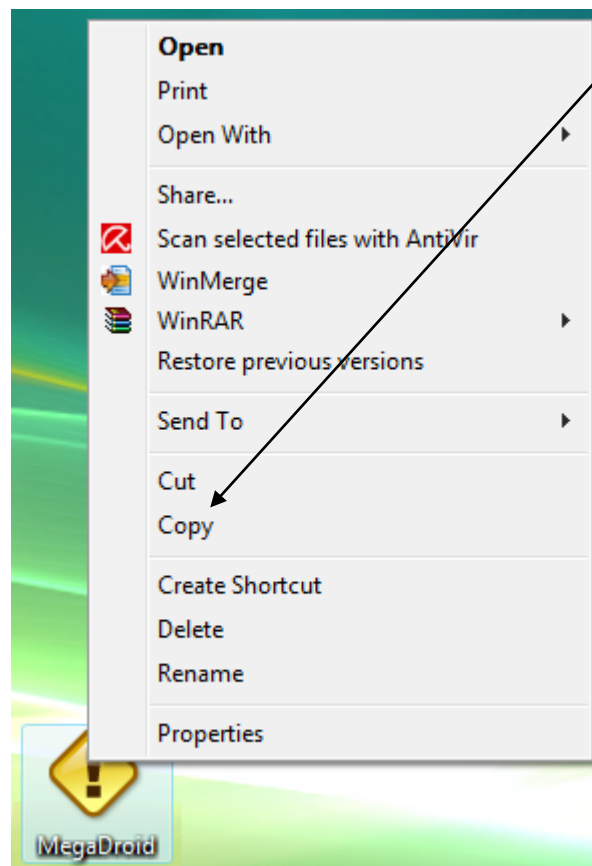 Open
Print
Open With
Share...
Scan selected files with AntiVir
WinMerge
WinRAR
Restore previous versions
Send To
Cut
Copy
Create Shortcut
Delete
Rename
Properties
MegaDroid